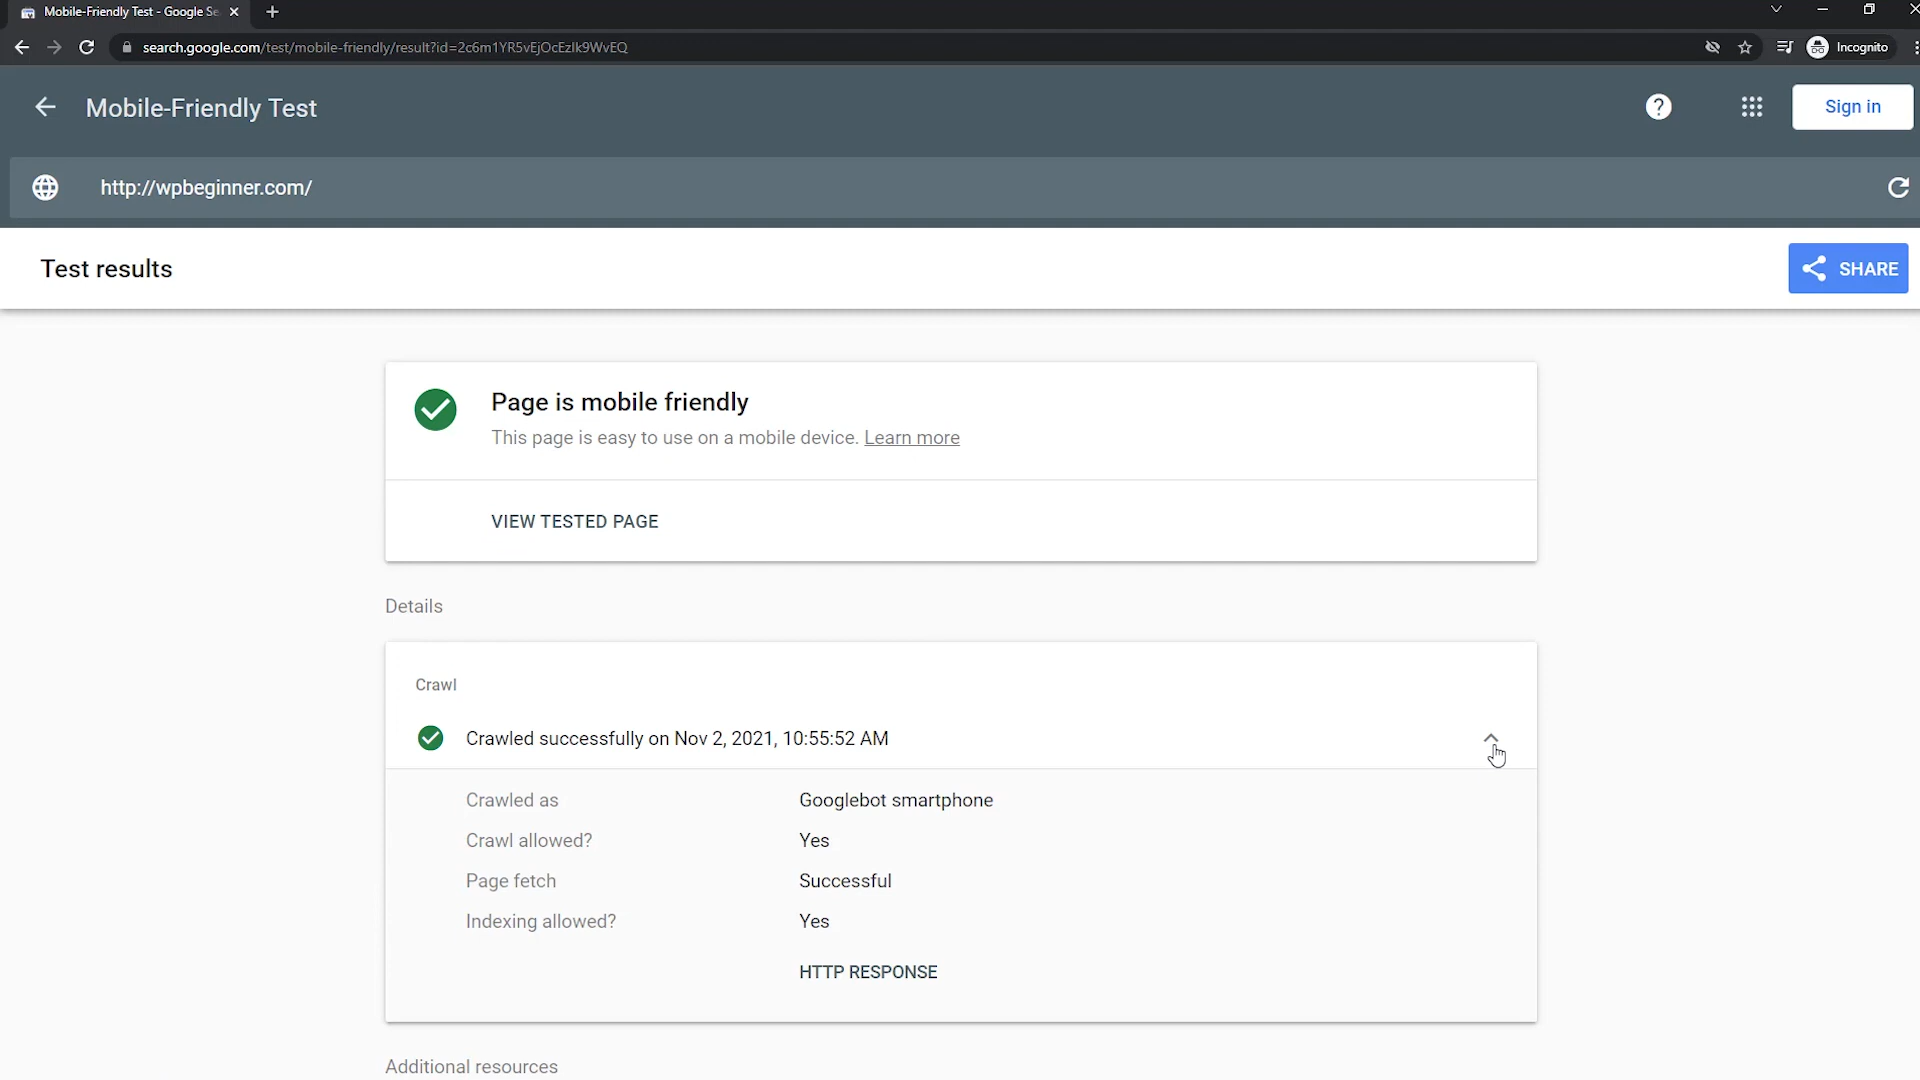 Mobile-Friendly Test - Google Se
search.google.com/test/mobile-friendly/result?id=2c6m1YR5vEjOcEzlk9WvEQ
Incognito
Mobile-Friendly Test
Sign in
http://wpbeginner.com/
Test results
SHARE
Page is mobile friendly
This page is easy to use on a mobile device. Learn more
VIEW TESTED PAGE
Details
Crawl
Crawled successfully on Nov 2, 2021, 10:55:52 AM
Crawled as Googlebot smartphone
Crawl allowed? Yes
Page fetch Successful
Indexing allowed? Yes
HTTP RESPONSE
Additional resources